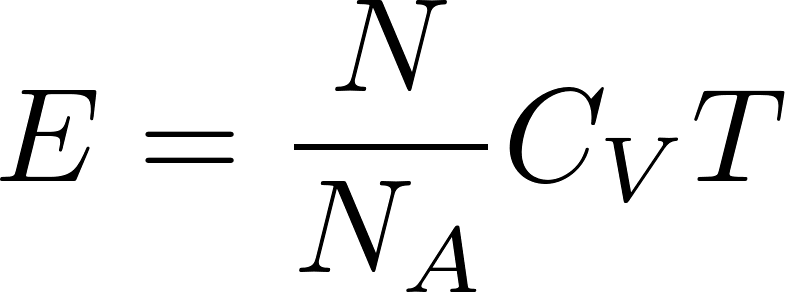 E = \frac{N}{N_A} C_V T